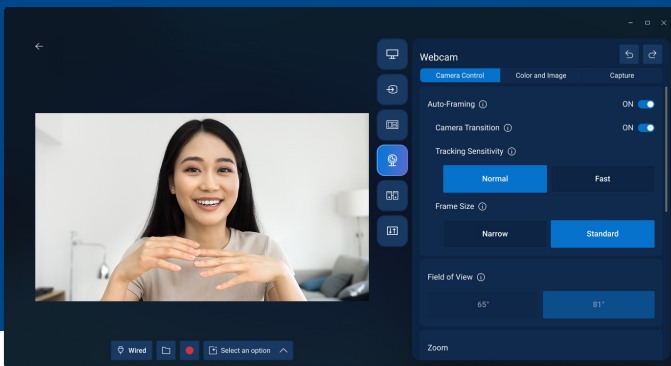 Webcam
Camera Control Color and Image Capture
Auto-Framing ON
Camera Transition ON
Tracking Sensitivity
Normal Fast
Frame Size
Narrow Standard
Field of View
65° 81°
Zoom
Wired Select an option